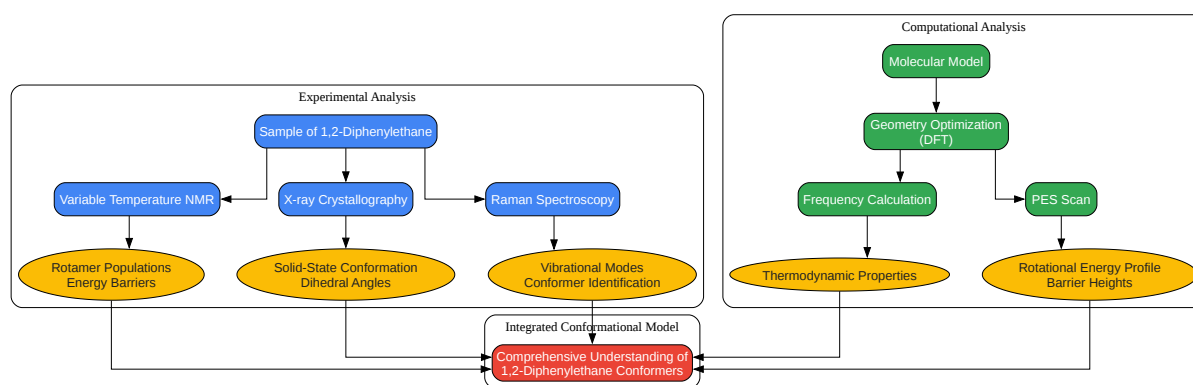 Computational Analysis
Molecular Model
Experimental Analysis
Sample of 1,2-Diphenylethane
Geometry Optimization
(DFT)
Variable Temperature NMR
X-ray Crystallography
Raman Spectroscopy
Frequency Calculation
PES Scan
Rotamer Populations
Energy Barriers
Solid-State Conformation
Dihedral Angles
Vibrational Modes
Conformer Identification
Thermodynamic Properties
Rotational Energy Profile
Barrier Heights
Integrated Conformational Model
Comprehensive Understanding of
1,2-Diphenylethane Conformers